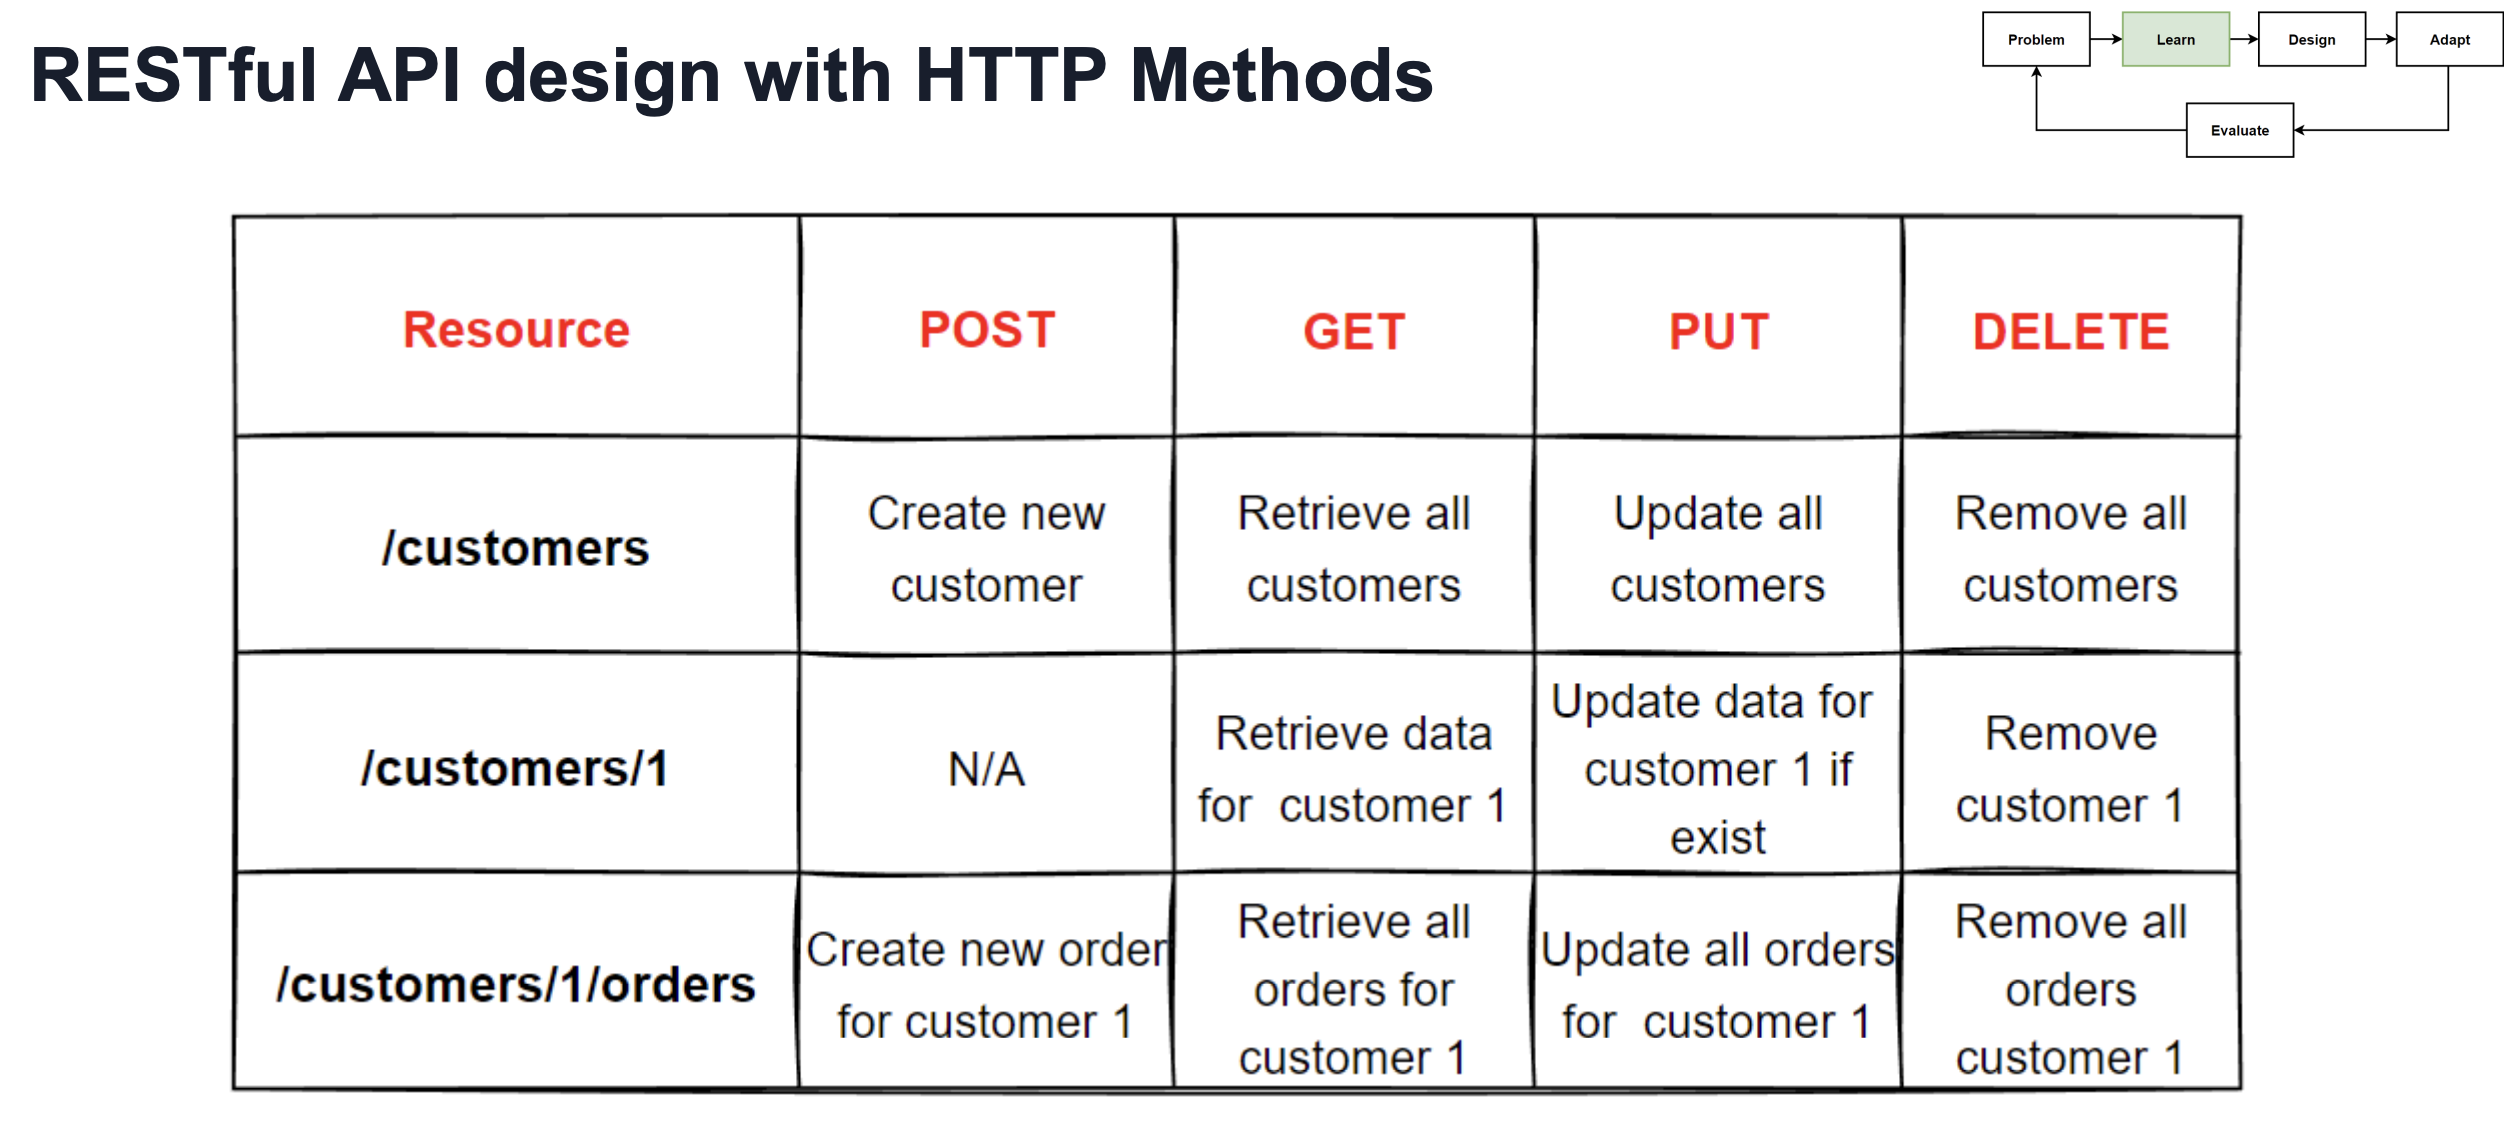 RESTful API design with HTTP Methods
Problem
Learn
Design
Adapt
Evaluate
Resource
POST
GET
PUT
DELETE
/customers
Create new
customer
Retrieve all
customers
Update all
customers
Remove all
customers
/customers/1
N/A
Retrieve data
for  customer 1
Update data for
customer 1 if
exist
Remove
customer 1
/customers/1/orders
Create new order
for customer 1
Retrieve all
orders for
customer 1
Update all orders
for  customer 1
Remove all
orders
customer 1